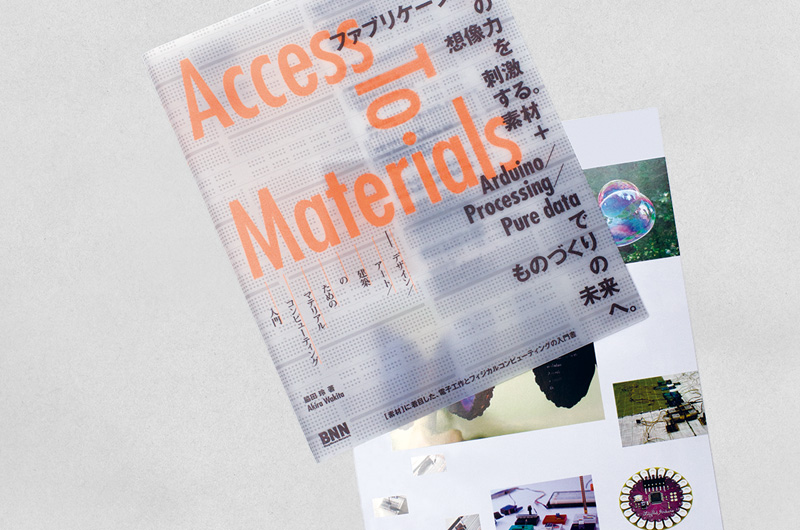 Access
To
Materials
ファブリケーション
の
想像力を
刺激
する。
素材+
Arduino/
Processing/
Pure data
で
ものづくり
の
未来
へ。
─デザイン/
アート/
建築
の
ための
マテリアル
コンピューティング
入門
脇田 玲 著
Akira Wakita
BNN
[素材]に着目した、電子工作とフィジカルコンピューティングの入門書